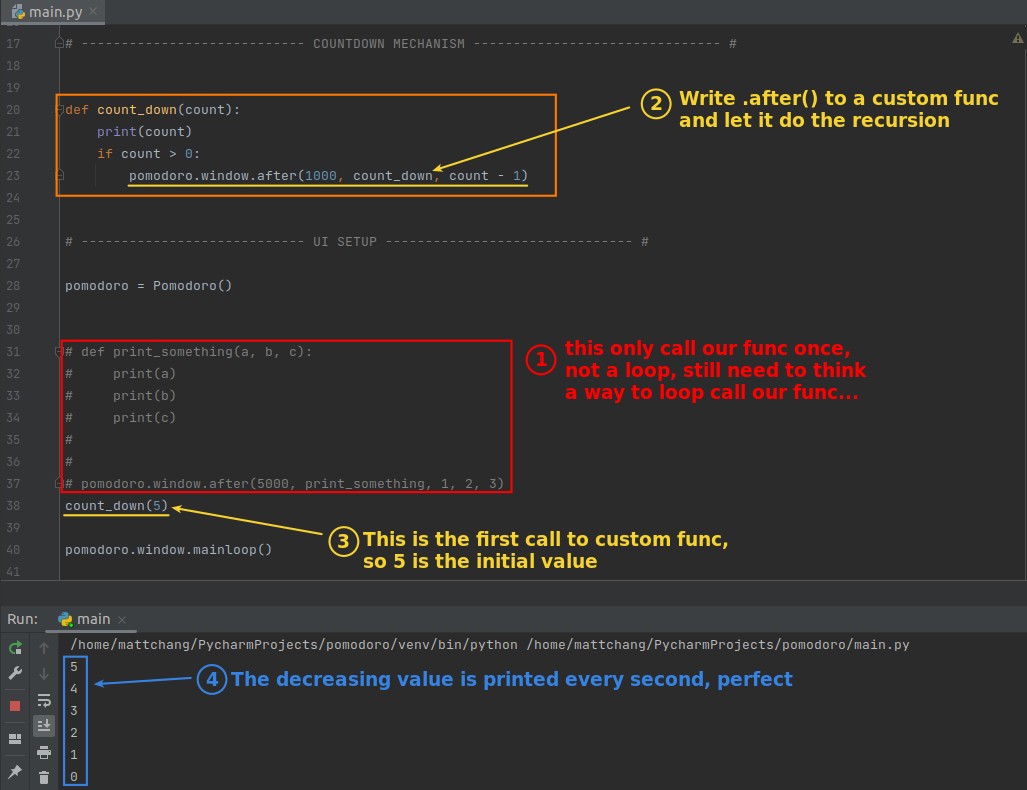 main.py
17 # ---------------------------- COUNTDOWN MECHANISM ------------------------------- #
18
19
20 def count_down(count):
21     print(count)
22     if count > 0:
23         pomodoro.window.after(1000, count_down, count - 1)
24
25
26 # ---------------------------- UI SETUP ------------------------------- #
27
28 pomodoro = Pomodoro()
29
30
31 # def print_something(a, b, c):
32 #     print(a)
33 #     print(b)
34 #     print(c)
35 #
36 #
37 # pomodoro.window.after(5000, print_something, 1, 2, 3)
38 count_down(5)
39
40 pomodoro.window.mainloop()
41
2 Write .after() to a custom func
and let it do the recursion
1 this only call our func once,
not a loop, still need to think
a way to loop call our func...
3 This is the first call to custom func,
so 5 is the initial value
Run: main
/home/mattchang/PycharmProjects/pomodoro/venv/bin/python /home/mattchang/PycharmProjects/pomodoro/main.py
5
4
3
2
1
0
4 The decreasing value is printed every second, perfect